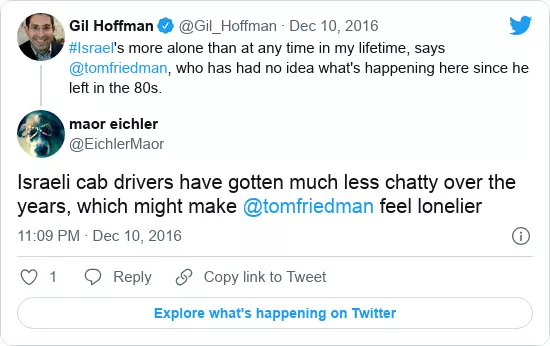 Gil Hoffman @Gil_Hoffman · Dec 10, 2016
#Israel's more alone than at any time in my lifetime, says
@tomfriedman, who has had no idea what's happening here since he
left in the 80s.
maor eichler
@EichlerMaor
Israeli cab drivers have gotten much less chatty over the
years, which might make @tomfriedman feel lonelier
11:09 PM · Dec 10, 2016
1 Reply Copy link to Tweet
Explore what's happening on Twitter